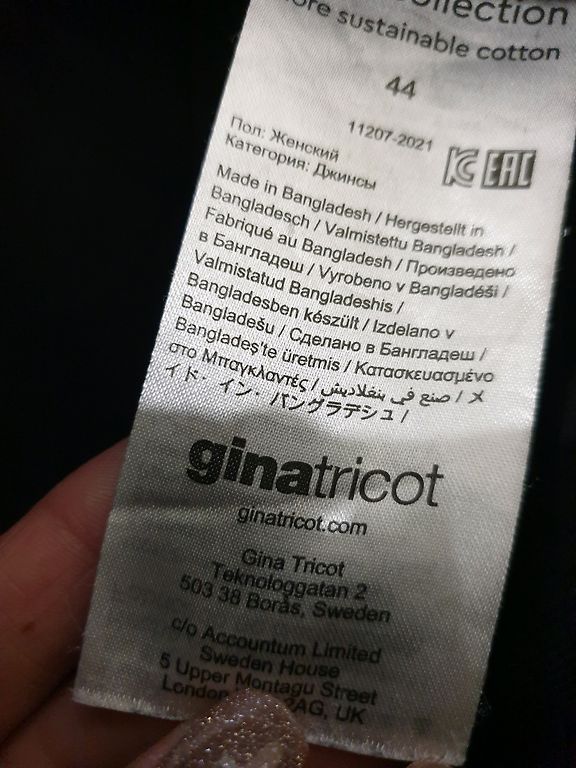 ollection
ore sustainable cotton
44
11207-2021
Пол: Женский
Категория: Джинсы
EAC
Made in Bangladesh / Hergestellt in
Bangladesch / Valmistettu Bangladesh /
Fabriqué au Bangladesh / Произведено
в Бангладеш / Vyrobeno v Bangladéši /
Valmistatud Bangladeshis /
Bangladesben készült / Izdelano v
Bangladešu / Сделано в Бангладеш /
Bangladeş'te üretmis / Κατασκευασμένο
στο Μπαγκλαντές / صنع في بنغلاديش / メ
イド・イン・バングラデシュ /
ginatricot
ginatricot.com
Gina Tricot
Teknologgatan 2
503 38 Borås, Sweden
c/o Accountum Limited
Sweden House
5 Upper Montagu Street
London 2AG, UK